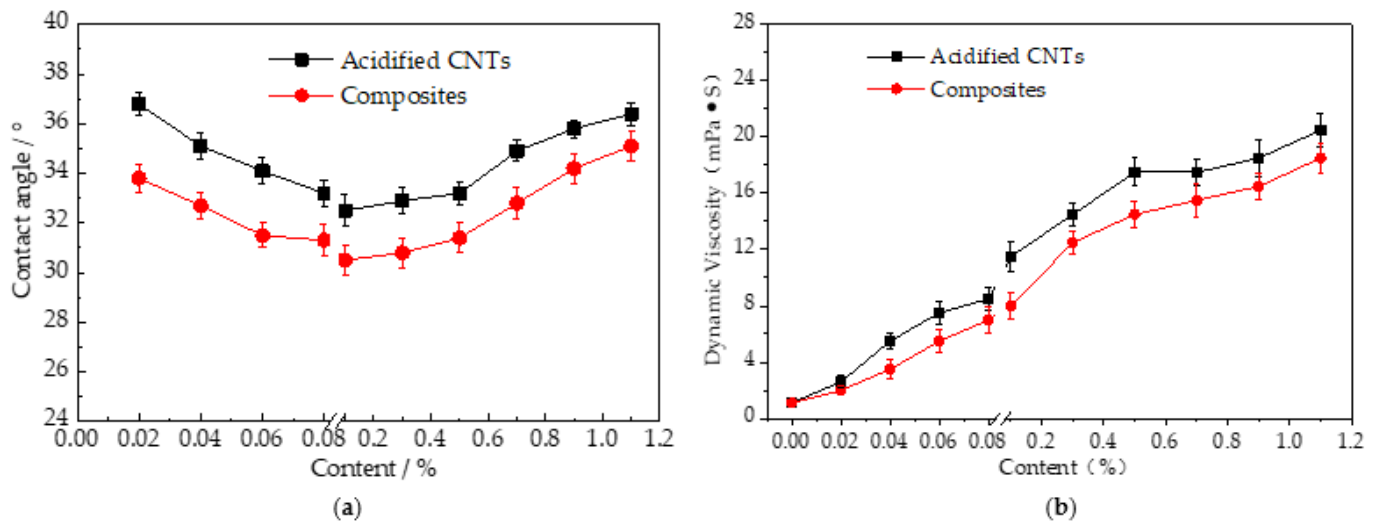 40
38
36
34
32
30
28
26
24
Contact angle / °
Acidified CNTs
Composites
0.00 0.02 0.04 0.06 0.08 0.2 0.4 0.6 0.8 1.0 1.2
Content / %
(a)
28
24
20
16
12
8
4
0
Dynamic Viscosity (mPa●S)
Acidified CNTs
Composites
0.00 0.02 0.04 0.06 0.08 0.2 0.4 0.6 0.8 1.0 1.2
Content (%)
(b)